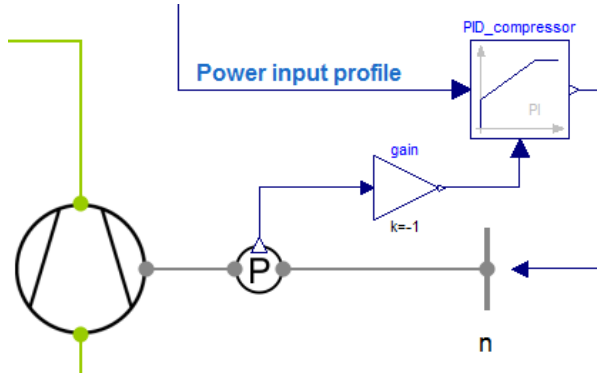 PID_compressor
Power input profile
PI
gain
k=-1
P
n